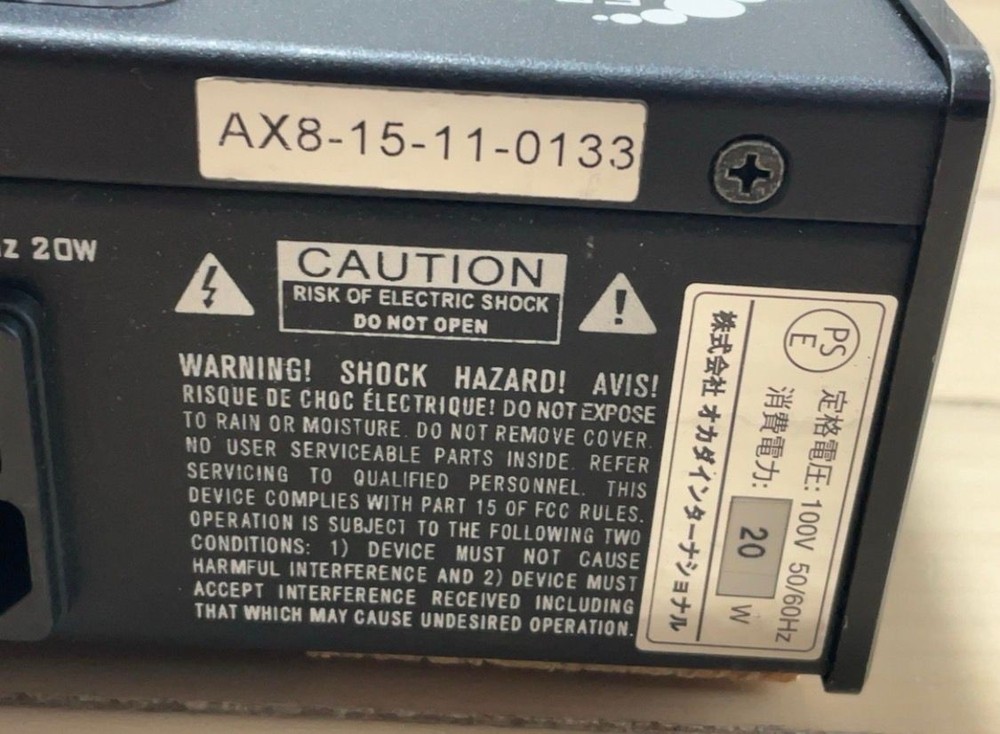 AX8-15-11-0133
20W
CAUTION
RISK OF ELECTRIC SHOCK
DO NOT OPEN
WARNING! SHOCK HAZARD! AVIS!
RISQUE DE CHOC ÉLECTRIQUE! DO NOT EXPOSE
TO RAIN OR MOISTURE. DO NOT REMOVE COVER.
NO USER SERVICEABLE PARTS INSIDE. REFER
SERVICING TO QUALIFIED PERSONNEL. THIS
DEVICE COMPLIES WITH PART 15 OF FCC RULES.
OPERATION IS SUBJECT TO THE FOLLOWING TWO
CONDITIONS: 1) DEVICE MUST NOT CAUSE
HARMFUL INTERFERENCE AND 2) DEVICE MUST
ACCEPT INTERFERENCE RECEIVED INCLUDING
THAT WHICH MAY CAUSE UNDESIRED OPERATION.
PS
E
定格電圧: 100V 50/60Hz
消費電力: 20 W
株式会社 オカダインターナショナル